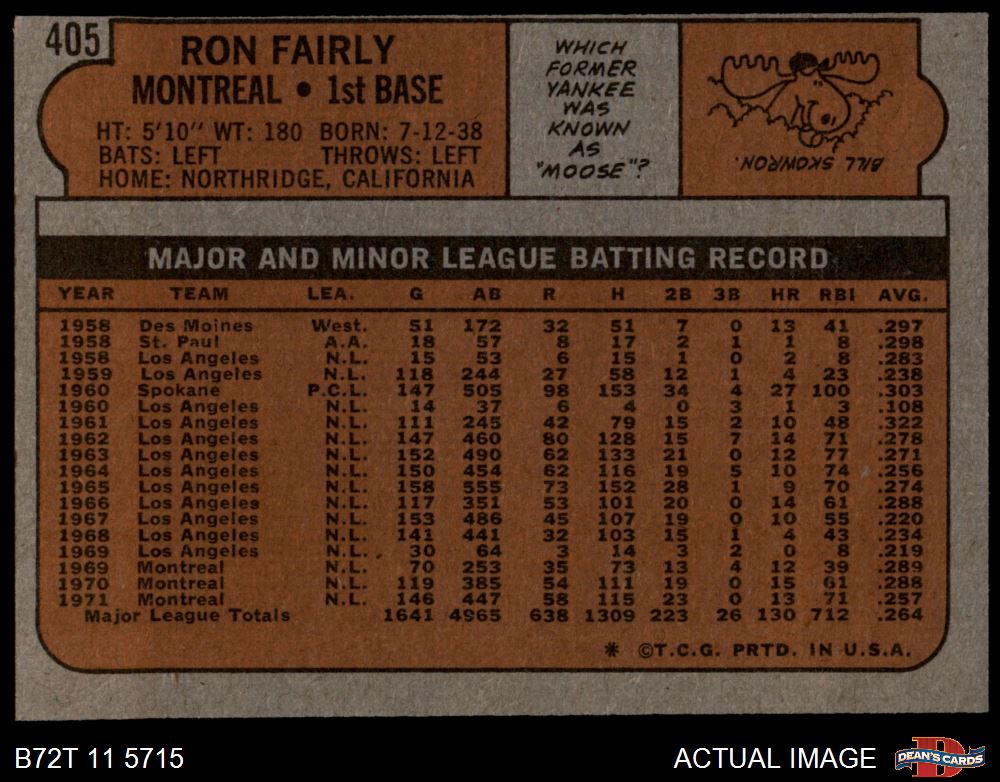 405
RON FAIRLY
MONTREAL • 1st BASE
HT: 5'10" WT: 180 BORN: 7-12-38
BATS: LEFT THROWS: LEFT
HOME: NORTHRIDGE, CALIFORNIA
WHICH
FORMER
YANKEE
WAS
KNOWN
AS
"MOOSE"?
BILL SKOWRON.
MAJOR AND MINOR LEAGUE BATTING RECORD
YEAR TEAM LEA. G AB R H 2B 3B HR RBI AVG.
1958 Des Moines West. 51 172 32 51 7 0 13 41 .297
1958 St. Paul A.A. 18 57 8 17 2 1 1 8 .298
1958 Los Angeles N.L. 15 53 6 15 1 0 2 8 .283
1959 Los Angeles N.L. 118 244 27 58 12 1 4 23 .238
1960 Spokane P.C.L. 147 505 98 153 34 4 27 100 .303
1960 Los Angeles N.L. 14 37 6 4 0 3 1 3 .108
1961 Los Angeles N.L. 111 245 42 79 15 2 10 48 .322
1962 Los Angeles N.L. 147 460 80 128 15 7 14 71 .278
1963 Los Angeles N.L. 152 490 62 133 21 0 12 77 .271
1964 Los Angeles N.L. 150 454 62 116 19 5 10 74 .256
1965 Los Angeles N.L. 158 555 73 152 28 1 9 70 .274
1966 Los Angeles N.L. 117 351 53 101 20 0 14 61 .288
1967 Los Angeles N.L. 153 486 45 107 19 0 10 55 .220
1968 Los Angeles N.L. 141 441 32 103 15 1 4 43 .234
1969 Los Angeles N.L. 30 64 3 14 3 2 0 8 .219
1969 Montreal N.L. 70 253 35 73 13 4 12 39 .289
1970 Montreal N.L. 119 385 54 111 19 0 15 61 .288
1971 Montreal N.L. 146 447 58 115 23 0 13 71 .257
Major League Totals 1641 4965 638 1309 223 26 130 712 .264
* ©T.C.G. PRTD. IN U.S.A.
B72T 11 5715
ACTUAL IMAGE
D
DEAN'S CARDS